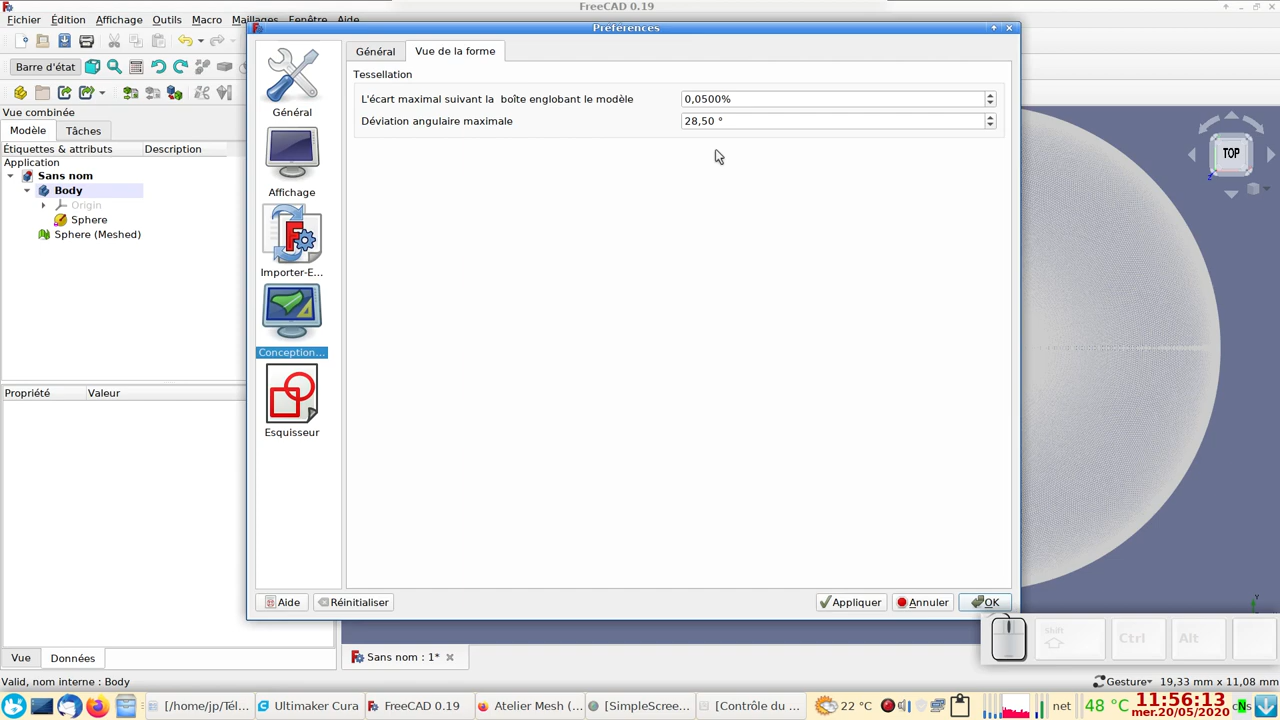 FreeCAD 0.19
Fichier Édition Affichage Outils Macro Maillages Fenêtre Aide
Préférences
Barre d'état
Vue combinée
Modèle Tâches
Étiquettes & attributs Description
Application
Sans nom
Body
Origin
Sphere
Sphere (Meshed)
Propriété Valeur
Vue Données
Général
Affichage
Importer-E...
Conception...
Esquisseur
Général Vue de la forme
Tessellation
L'écart maximal suivant la boîte englobant le modèle 0,0500%
Déviation angulaire maximale 28,50 °
Aide Réinitialiser Appliquer Annuler OK
TOP
Z
Y
Shift Ctrl Alt
Sans nom : 1*
Valid, nom interne : Body Gesture 19,33 mm x 11,08 mm
[/home/jp/Tél... Ultimaker Cura FreeCAD 0.19 Atelier Mesh (... [SimpleScree... [Contrôle du ... 22 °C net 48 °C 11:56:13
mer.20/05/2020